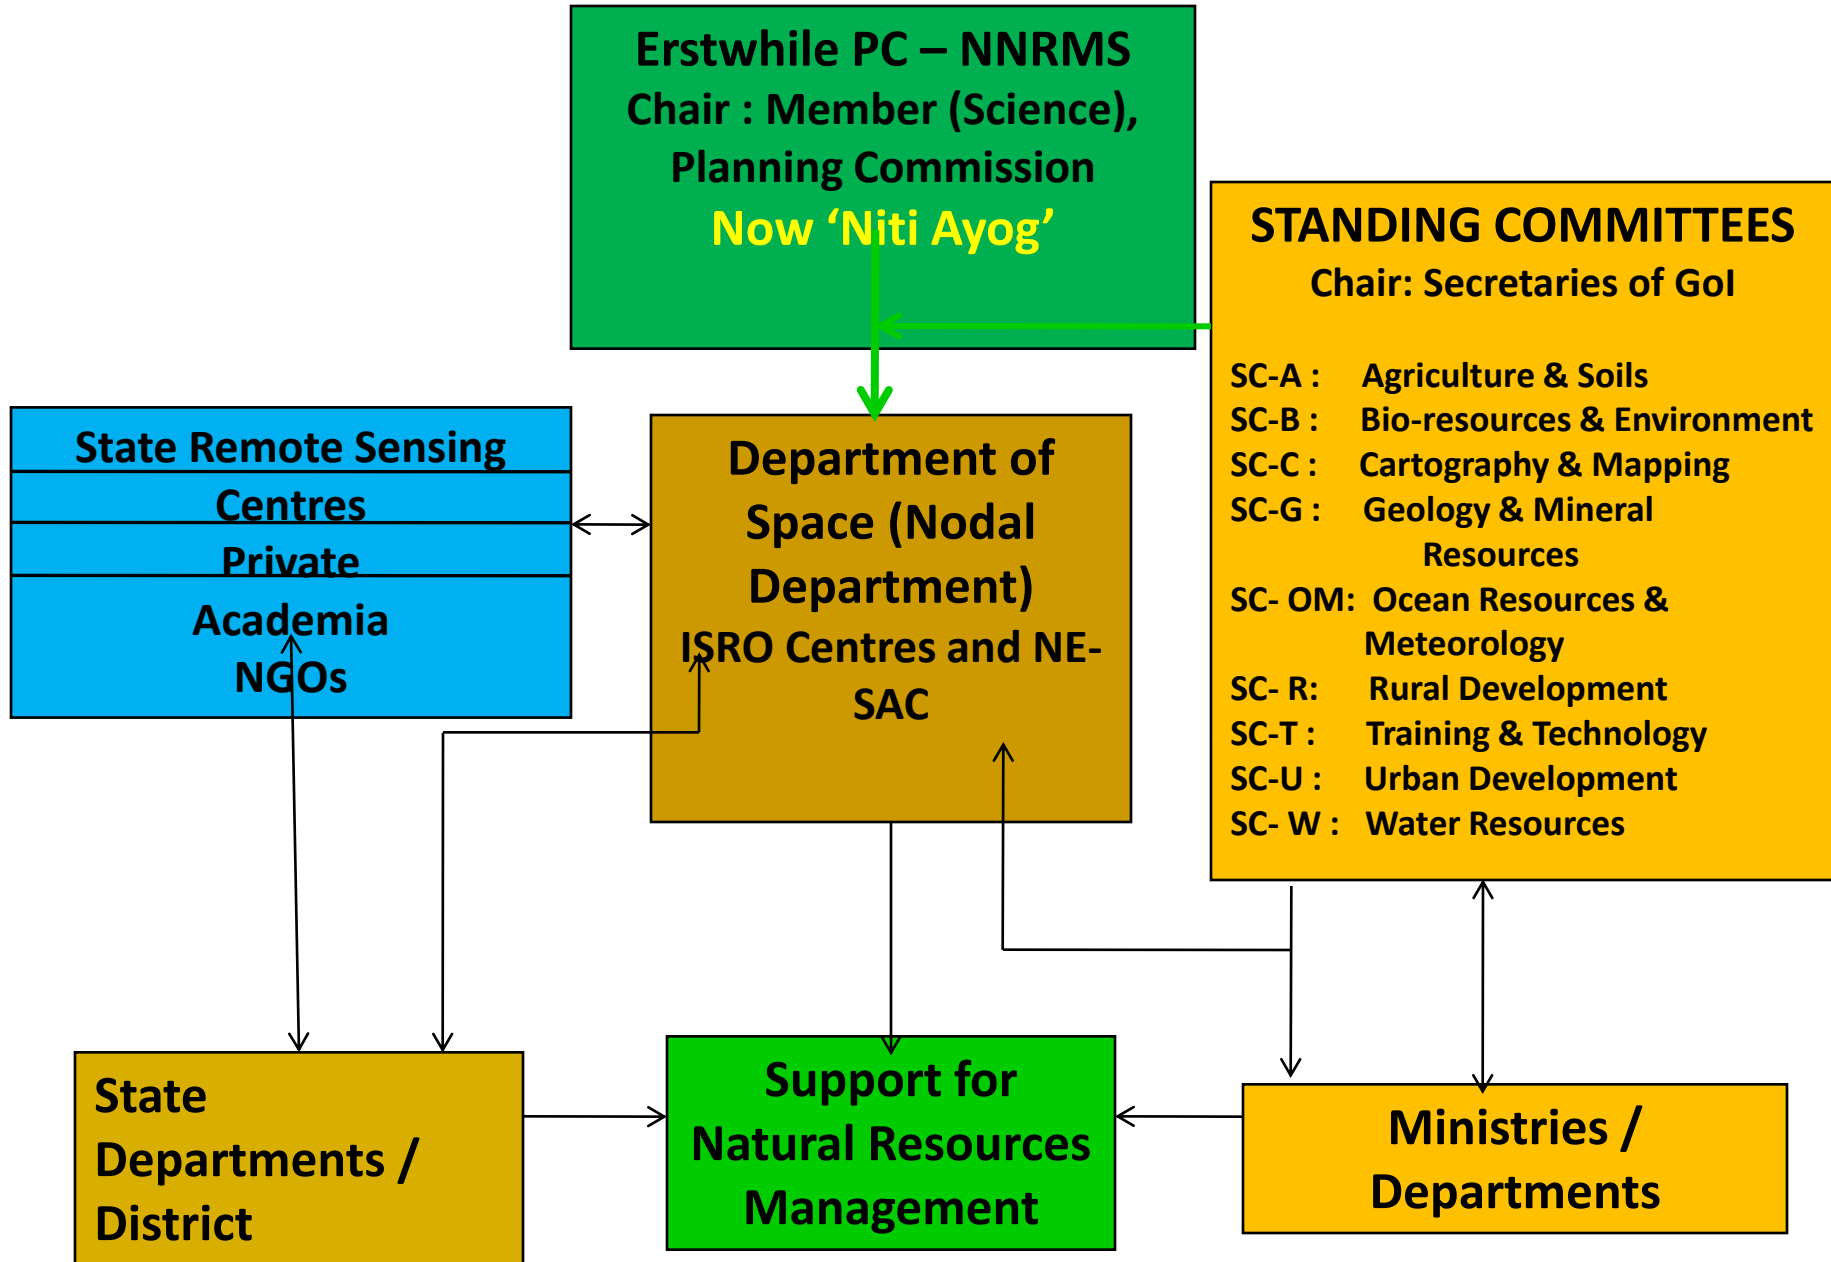 Erstwhile PC – NNRMS
Chair : Member (Science),
Planning Commission
Now ‘Niti Ayog’
STANDING COMMITTEES
Chair: Secretaries of GoI
SC-A : Agriculture & Soils
SC-B : Bio-resources & Environment
SC-C : Cartography & Mapping
SC-G : Geology & Mineral
Resources
SC- OM: Ocean Resources &
Meteorology
SC- R: Rural Development
SC-T : Training & Technology
SC-U : Urban Development
SC- W : Water Resources
State Remote Sensing
Centres
Private
Academia
NGOs
Department of
Space (Nodal
Department)
ISRO Centres and NE-
SAC
State
Departments /
District
Support for
Natural Resources
Management
Ministries /
Departments